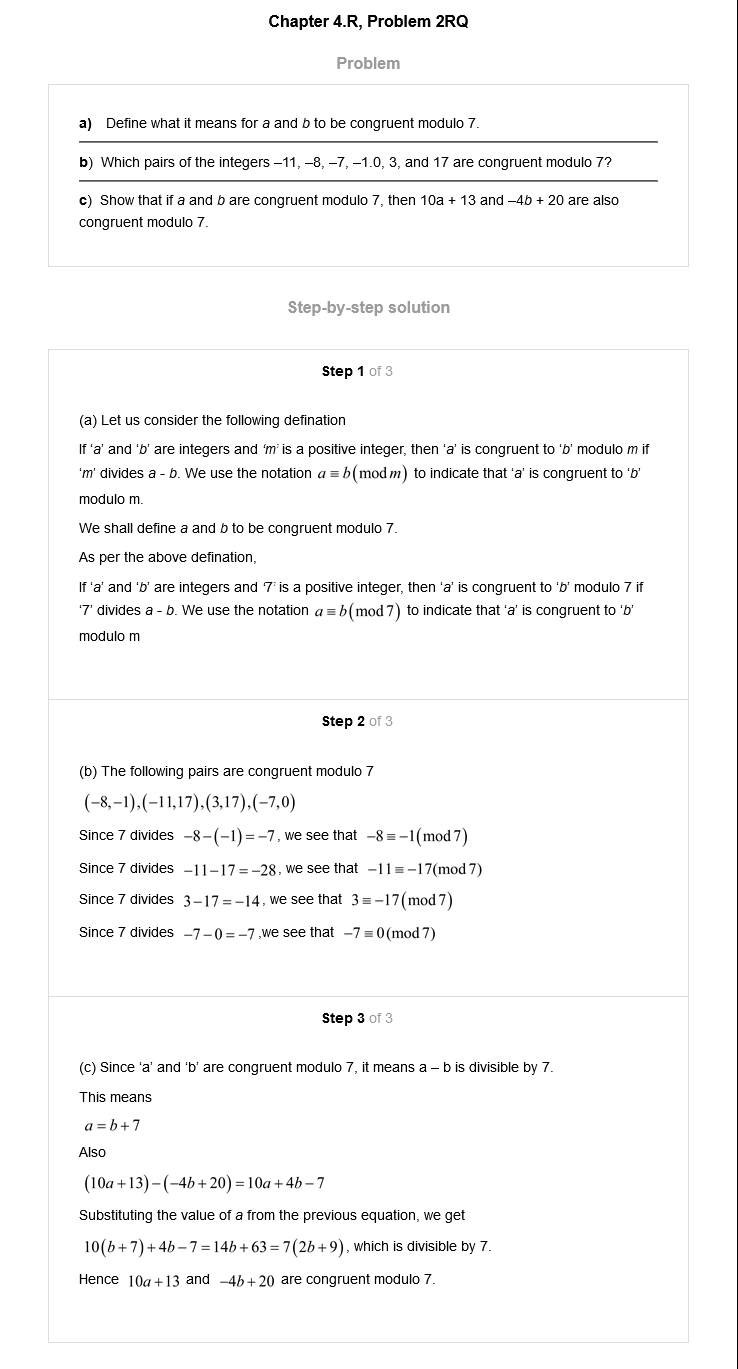 Chapter 4.R, Problem 2RQ
Problem
a) Define what it means for a and b to be congruent modulo 7.
b) Which pairs of the integers –11, –8, –7, –1.0, 3, and 17 are congruent modulo 7?
c) Show that if a and b are congruent modulo 7, then 10a + 13 and –4b + 20 are also
congruent modulo 7.
Step-by-step solution
Step 1 of 3
(a) Let us consider the following defination
If ‘a’ and ‘b’ are integers and ‘m’ is a positive integer, then ‘a’ is congruent to ‘b’ modulo m if
‘m’ divides a - b. We use the notation a ≡ b(mod m) to indicate that ‘a’ is congruent to ‘b’
modulo m.
We shall define a and b to be congruent modulo 7.
As per the above defination,
If ‘a’ and ‘b’ are integers and ‘7’ is a positive integer, then ‘a’ is congruent to ‘b’ modulo 7 if
‘7’ divides a - b. We use the notation a ≡ b(mod 7) to indicate that ‘a’ is congruent to ‘b’
modulo m
Step 2 of 3
(b) The following pairs are congruent modulo 7
(−8,−1),(−11,17),(3,17),(−7,0)
Since 7 divides −8−(−1)=−7, we see that −8≡−1(mod 7)
Since 7 divides −11−17=−28, we see that −11≡−17(mod 7)
Since 7 divides 3−17=−14, we see that 3≡−17(mod 7)
Since 7 divides −7−0=−7,we see that −7≡0(mod 7)
Step 3 of 3
(c) Since ‘a’ and ‘b’ are congruent modulo 7, it means a – b is divisible by 7.
This means
a=b+7
Also
(10a+13)−(−4b+20)=10a+4b−7
Substituting the value of a from the previous equation, we get
10(b+7)+4b−7=14b+63=7(2b+9), which is divisible by 7.
Hence 10a+13 and −4b+20 are congruent modulo 7.